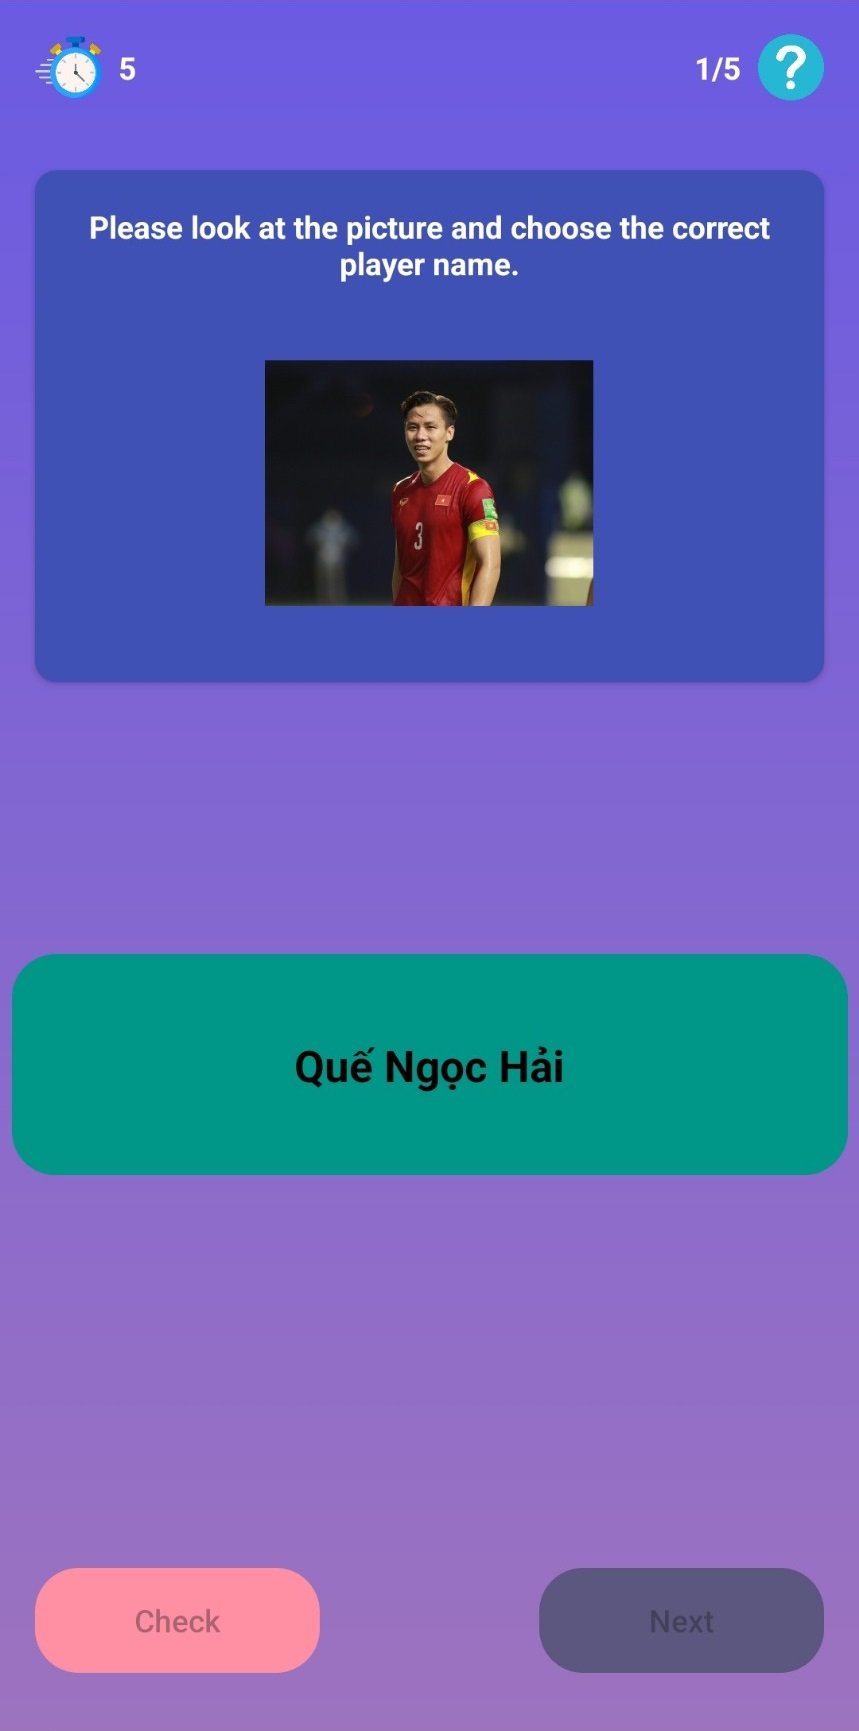 5
1/5
Please look at the picture and choose the correct
player name.
3
Quế Ngọc Hải
Check
Next